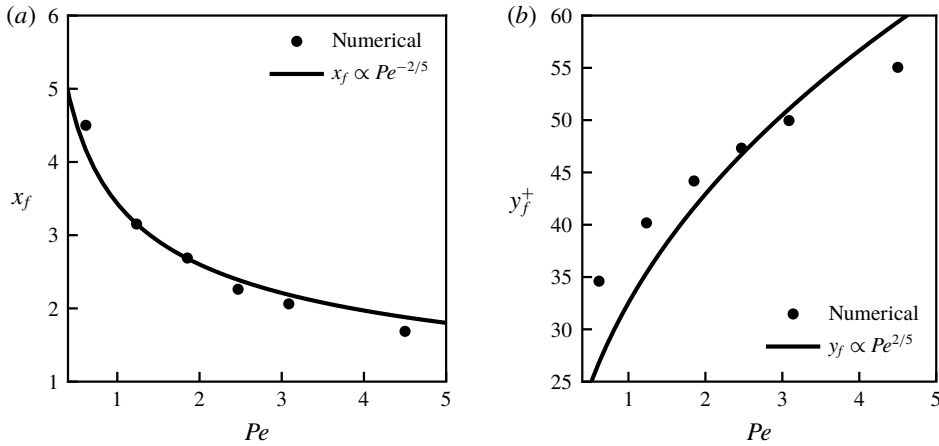 (a)
6
5
4
3
2
1
x_f
Numerical
x_f ∝ Pe^{-2/5}
1 2 3 4 5
Pe
(b)
60
55
50
45
40
35
30
25
y_f^+
Numerical
y_f ∝ Pe^{2/5}
1 2 3 4 5
Pe